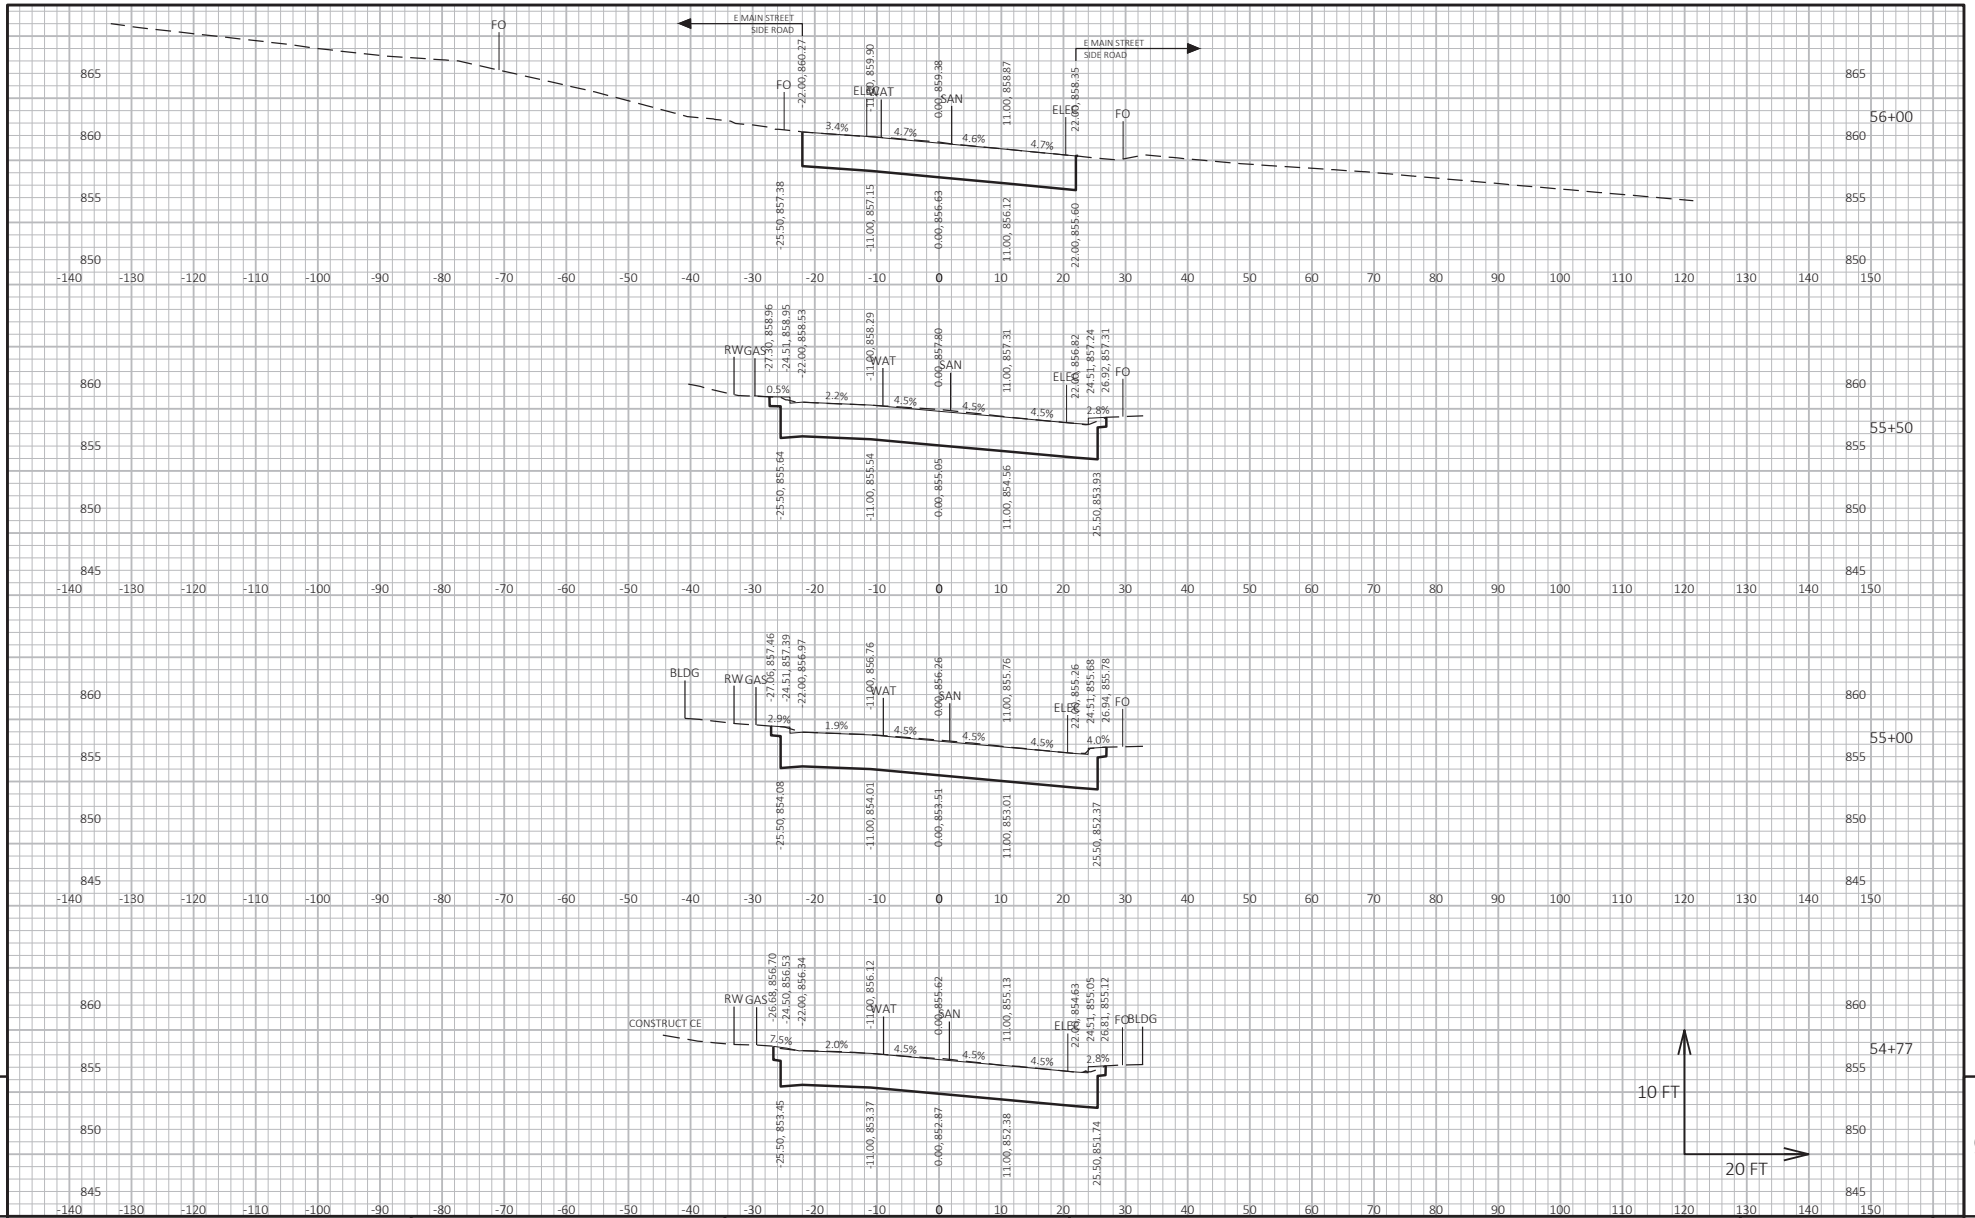 E MAIN STREET
SIDE ROAD
E MAIN STREET
SIDE ROAD
FO
FO
ELEC
WAT
SAN
ELEC
FO
-22.00, 860.27
-11.00, 859.90
0.00, 859.38
11.00, 858.87
22.00, 858.35
3.4%
4.7%
4.6%
4.7%
-25.50, 857.38
-11.00, 857.15
0.00, 856.63
11.00, 856.12
22.00, 855.60
865
860
855
850
865
860
855
850
56+00
-140 -130 -120 -110 -100 -90 -80 -70 -60 -50 -40 -30 -20 -10 0 10 20 30 40 50 60 70 80 90 100 110 120 130 140 150
RW
GAS
WAT
SAN
ELEC
FO
-27.30, 858.96
-24.51, 858.95
-22.00, 858.53
-11.00, 858.29
0.00, 857.80
11.00, 857.31
22.00, 856.82
24.51, 857.24
26.92, 857.31
0.5%
2.2%
4.5%
4.5%
4.5%
2.8%
-25.50, 855.64
-11.00, 855.54
0.00, 855.05
11.00, 854.56
25.50, 853.93
860
855
850
845
860
855
850
845
55+50
-140 -130 -120 -110 -100 -90 -80 -70 -60 -50 -40 -30 -20 -10 0 10 20 30 40 50 60 70 80 90 100 110 120 130 140 150
BLDG
RW
GAS
WAT
SAN
ELEC
FO
-27.06, 857.46
-24.51, 857.39
-22.00, 856.97
-11.00, 856.76
0.00, 856.26
11.00, 855.76
22.00, 855.26
24.51, 855.68
26.94, 855.78
2.9%
1.9%
4.5%
4.5%
4.5%
4.0%
-25.50, 854.08
-11.00, 854.01
0.00, 853.51
11.00, 853.01
25.50, 852.37
860
855
850
845
860
855
850
845
55+00
-140 -130 -120 -110 -100 -90 -80 -70 -60 -50 -40 -30 -20 -10 0 10 20 30 40 50 60 70 80 90 100 110 120 130 140 150
CONSTRUCT CE
RW
GAS
WAT
SAN
ELEC
FO
BLDG
-26.68, 856.70
-24.50, 856.53
-22.00, 856.34
-11.00, 856.12
0.00, 855.62
11.00, 855.13
22.00, 854.63
24.51, 855.05
26.81, 855.12
7.5%
2.0%
4.5%
4.5%
4.5%
2.8%
-25.50, 853.45
-11.00, 853.37
0.00, 852.87
11.00, 852.38
25.50, 851.74
860
855
850
845
860
855
850
845
54+77
10 FT
20 FT
-140 -130 -120 -110 -100 -90 -80 -70 -60 -50 -40 -30 -20 -10 0 10 20 30 40 50 60 70 80 90 100 110 120 130 140 150